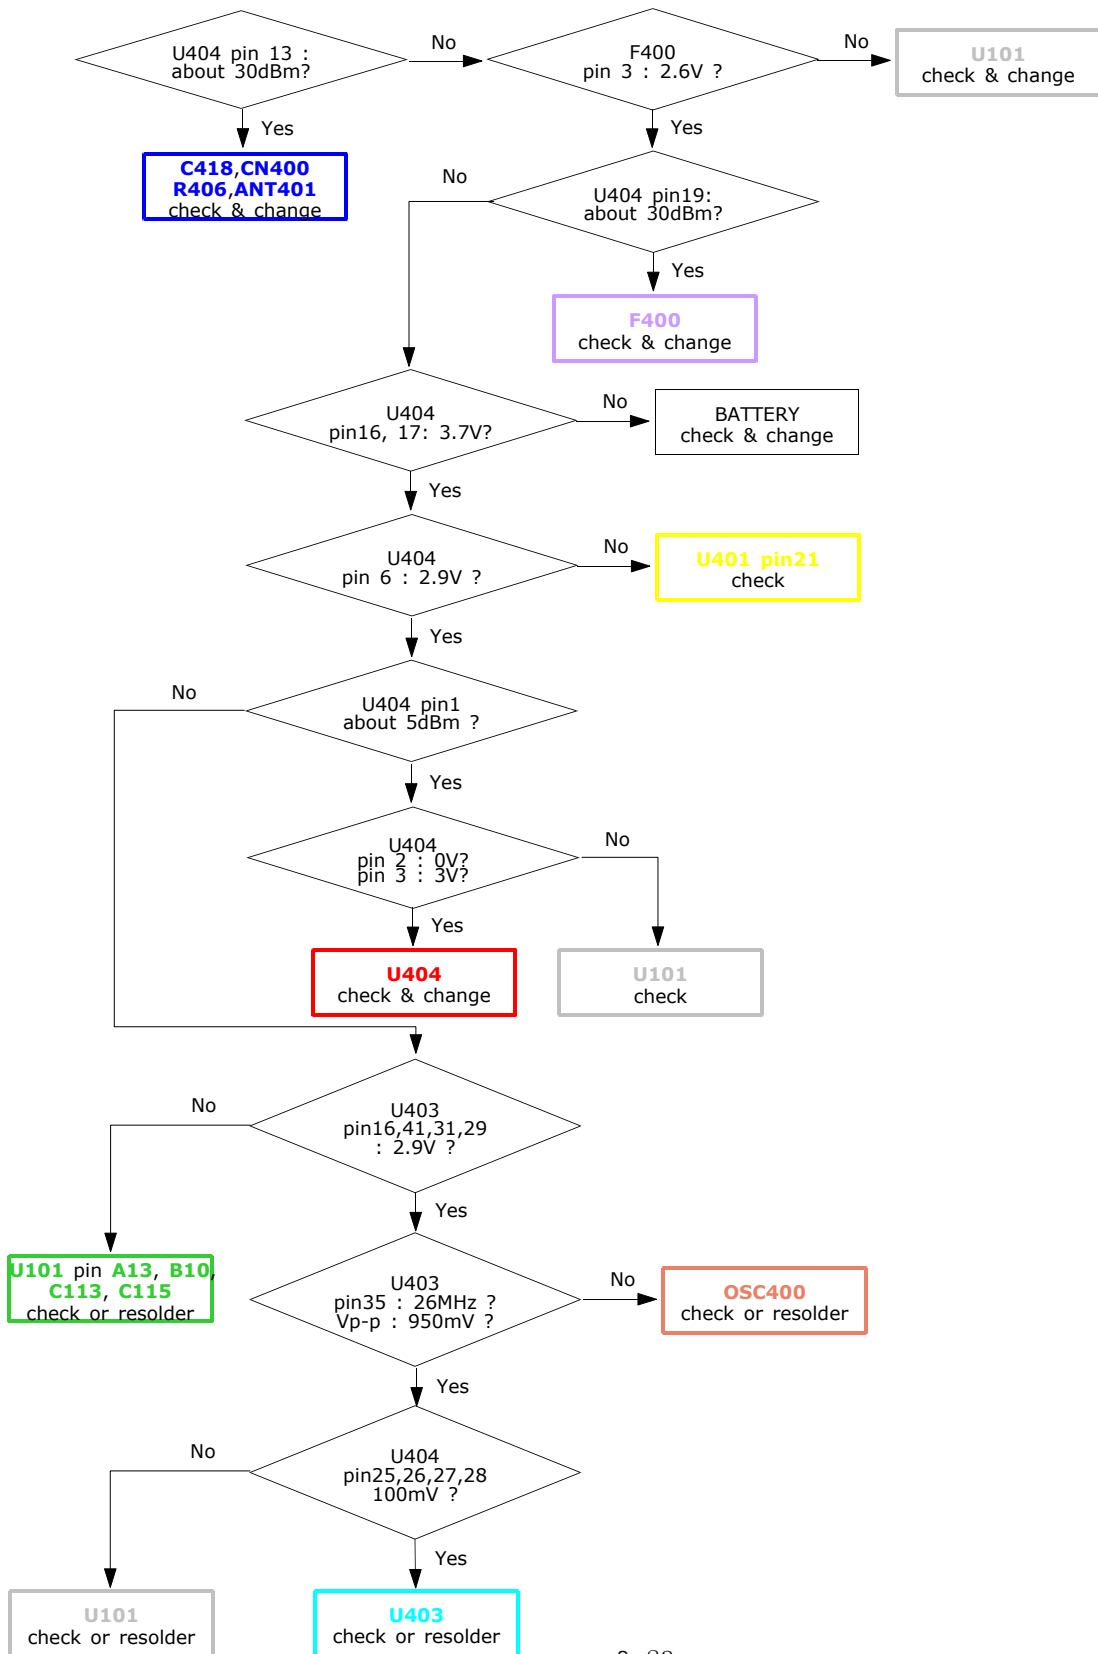 U404 pin 13 :
about 30dBm?
No
F400
pin 3 : 2.6V ?
No
U101
check & change
Yes
Yes
C418,CN400
R406,ANT401
check & change
No
U404 pin19:
about 30dBm?
Yes
F400
check & change
U404
pin16, 17: 3.7V?
No
BATTERY
check & change
Yes
U404
pin 6 : 2.9V ?
No
U401 pin21
check
Yes
No
U404 pin1
about 5dBm ?
Yes
U404
pin 2 : 0V?
pin 3 : 3V?
No
Yes
U404
check & change
U101
check
No
U403
pin16,41,31,29
: 2.9V ?
Yes
U101 pin A13, B10,
C113, C115
check or resolder
U403
pin35 : 26MHz ?
Vp-p : 950mV ?
No
OSC400
check or resolder
Yes
No
U404
pin25,26,27,28
100mV ?
Yes
U101
check or resolder
U403
check or resolder